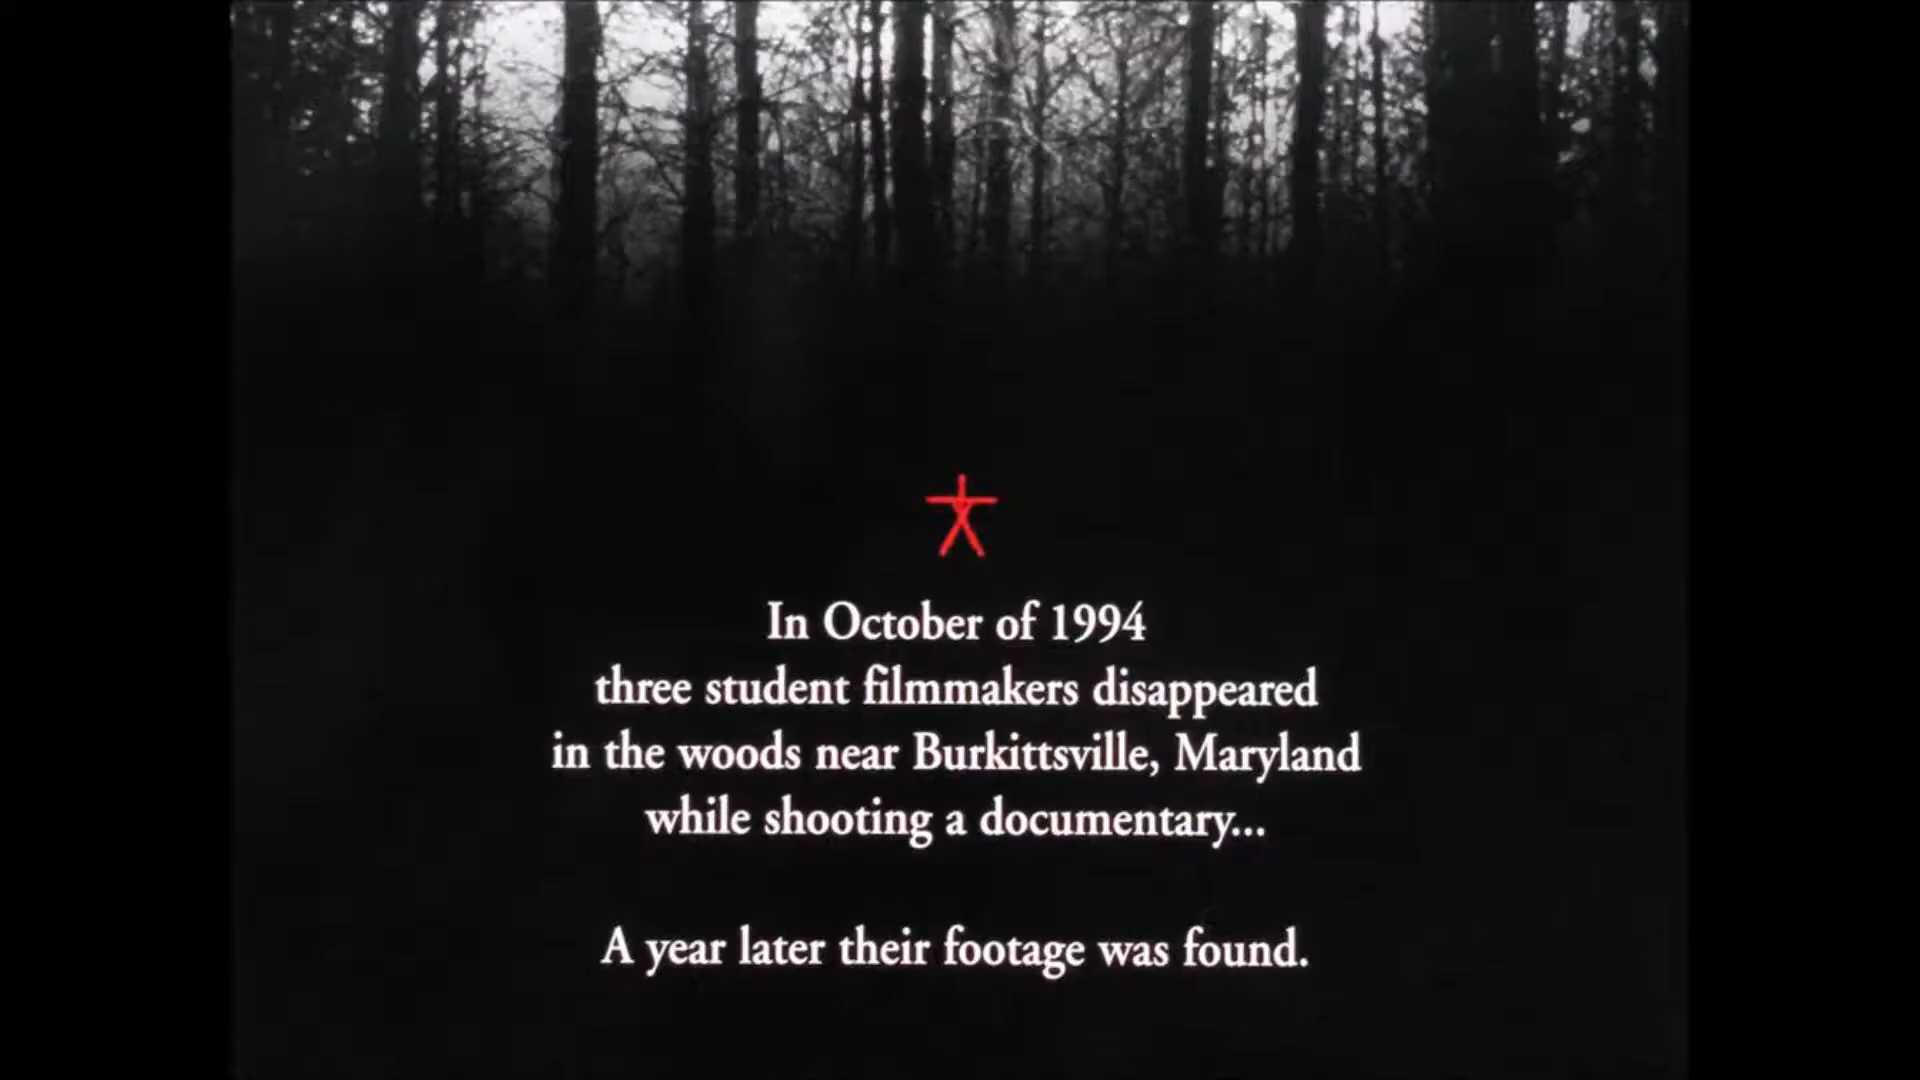 In October of 1994
three student filmmakers disappeared
in the woods near Burkittsville, Maryland
while shooting a documentary...
A year later their footage was found.